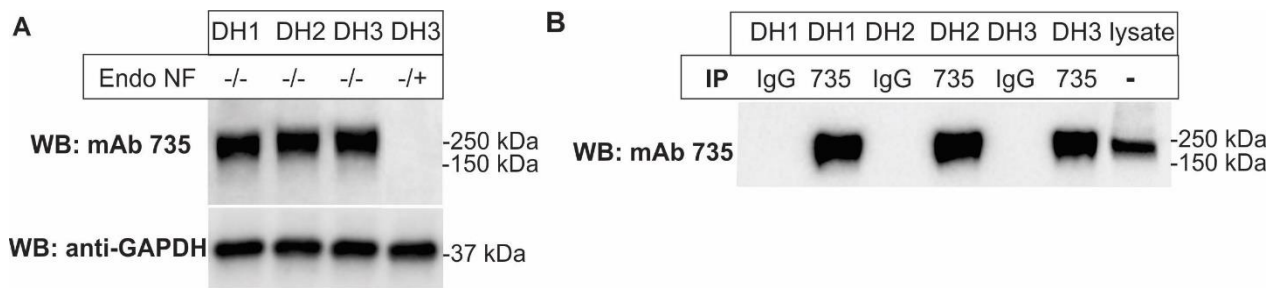 A
DH1 DH2 DH3 DH3
Endo NF -/- -/- -/- -/+
WB: mAb 735
-250 kDa
-150 kDa
WB: anti-GAPDH
-37 kDa
B
DH1 DH1 DH2 DH2 DH3 DH3 lysate
IP IgG 735 IgG 735 IgG 735 -
WB: mAb 735
-250 kDa
-150 kDa